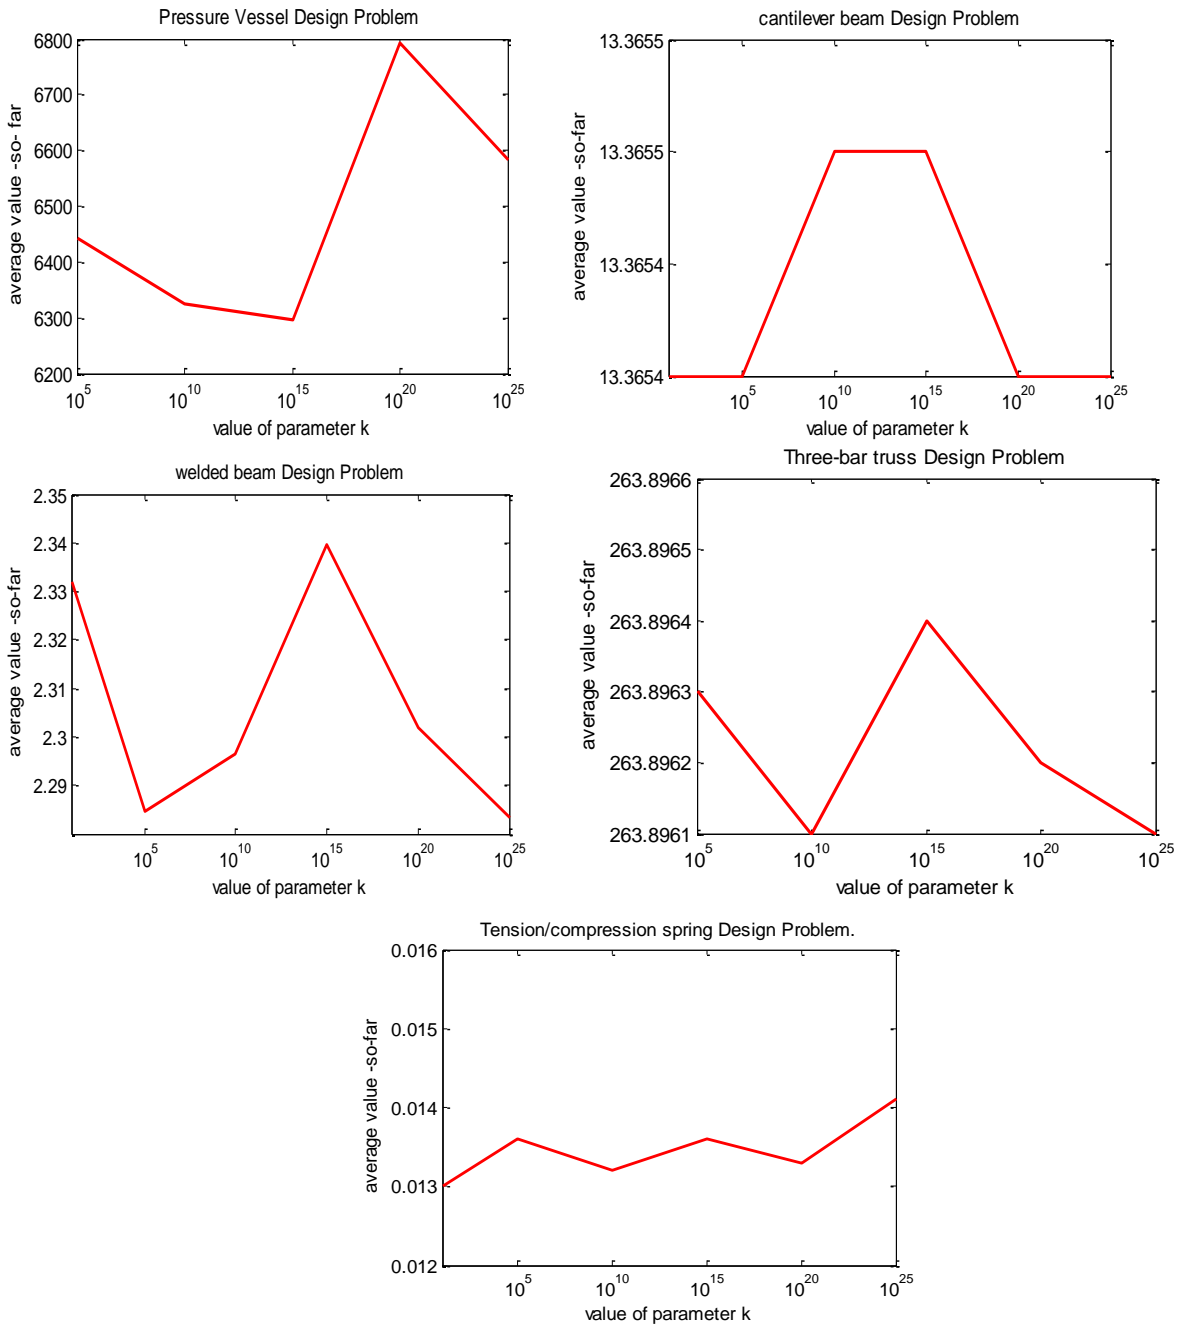 Pressure Vessel Design Problem
6800
6700
6600
6500
6400
6300
6200
average value -so- far
10^5 10^10 10^15 10^20 10^25
value of parameter k
cantilever beam Design Problem
13.3655
13.3655
13.3654
13.3654
average value -so-far
10^5 10^10 10^15 10^20 10^25
value of parameter k
welded beam Design Problem
2.35
2.34
2.33
2.32
2.31
2.3
2.29
average value -so-far
10^5 10^10 10^15 10^20 10^25
value of parameter k
Three-bar truss Design Problem
263.8966
263.8965
263.8964
263.8963
263.8962
263.8961
average value -so-far
10^5 10^10 10^15 10^20 10^25
value of parameter k
Tension/compression spring Design Problem.
0.016
0.015
0.014
0.013
0.012
average value -so-far
10^5 10^10 10^15 10^20 10^25
value of parameter k